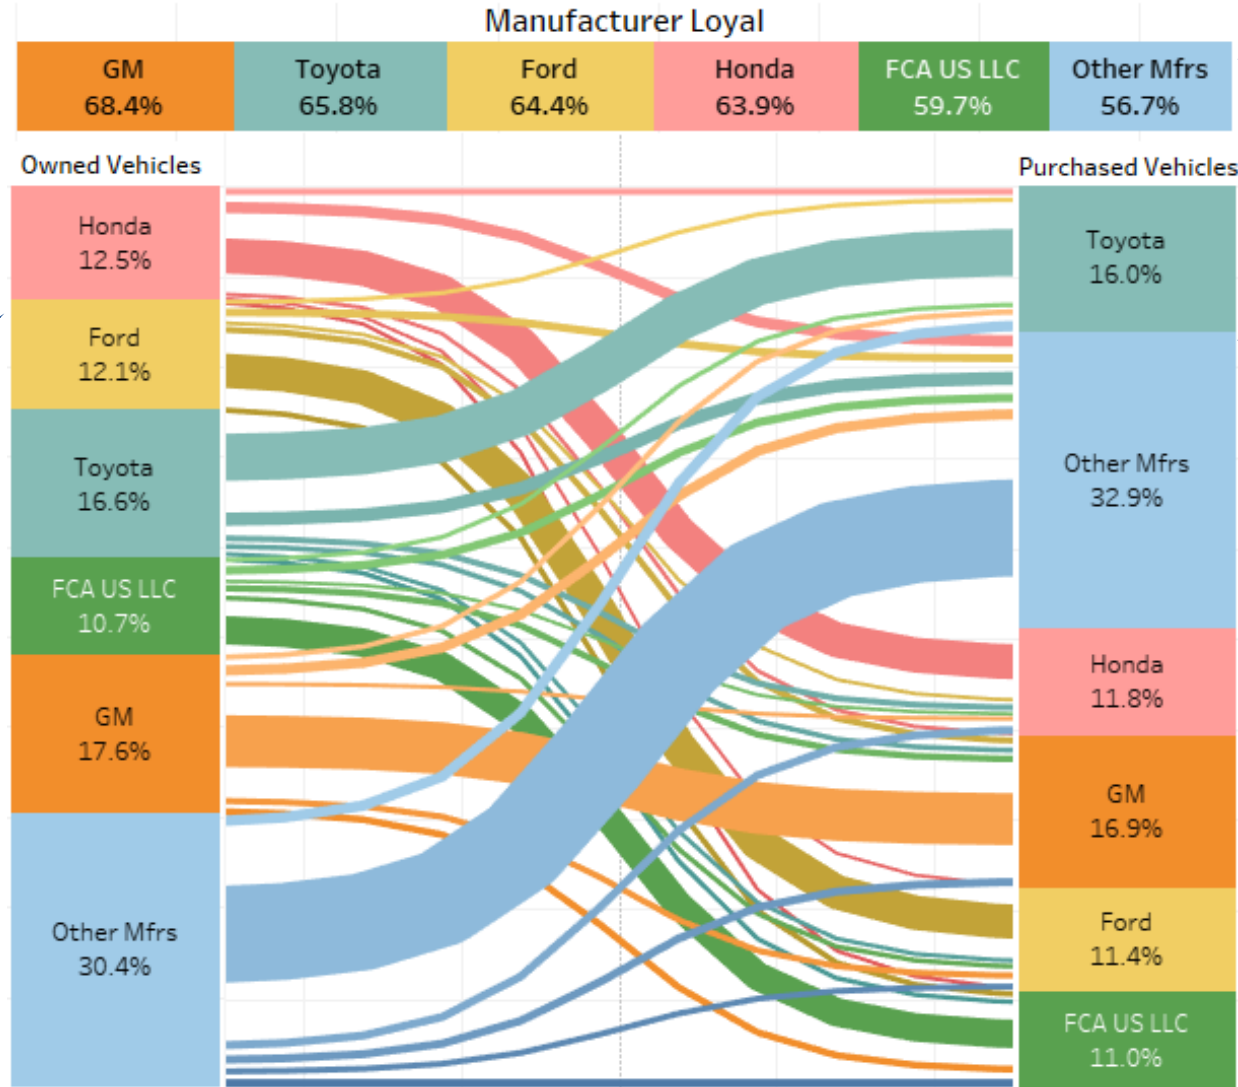 Manufacturer Loyal
GM
68.4%
Toyota
65.8%
Ford
64.4%
Honda
63.9%
FCA US LLC
59.7%
Other Mfrs
56.7%
Owned Vehicles
Honda
12.5%
Ford
12.1%
Toyota
16.6%
FCA US LLC
10.7%
GM
17.6%
Other Mfrs
30.4%
Purchased Vehicles
Toyota
16.0%
Other Mfrs
32.9%
Honda
11.8%
GM
16.9%
Ford
11.4%
FCA US LLC
11.0%